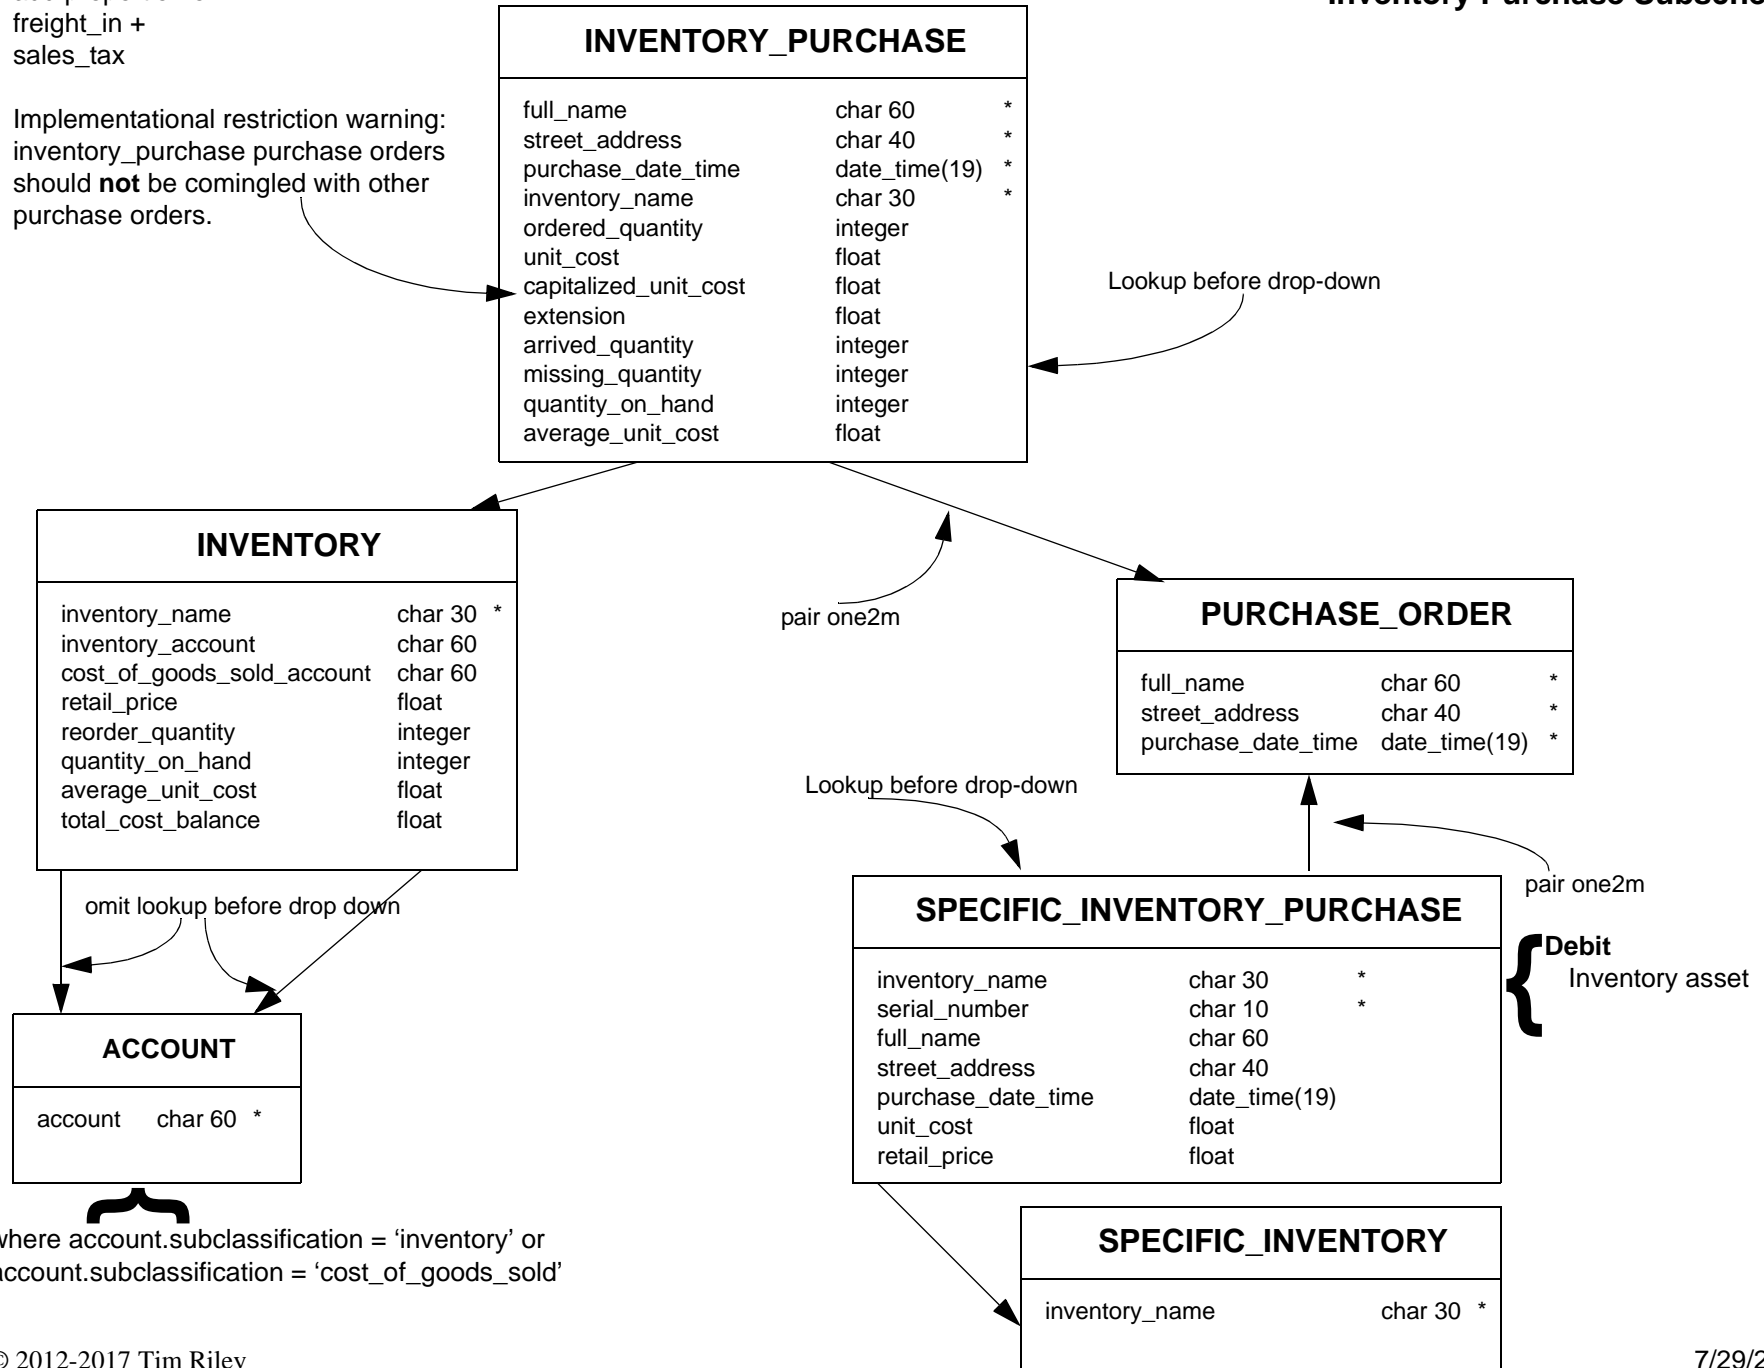 freight_in +
sales_tax
Implementational restriction warning:
inventory_purchase purchase orders
should not be comingled with other
purchase orders.
INVENTORY_PURCHASE
full_name char 60 *
street_address char 40 *
purchase_date_time date_time(19) *
inventory_name char 30 *
ordered_quantity integer
unit_cost float
capitalized_unit_cost float
extension float
arrived_quantity integer
missing_quantity integer
quantity_on_hand integer
average_unit_cost float
Lookup before drop-down
INVENTORY
inventory_name char 30 *
inventory_account char 60
cost_of_goods_sold_account char 60
retail_price float
reorder_quantity integer
quantity_on_hand integer
average_unit_cost float
total_cost_balance float
pair one2m
PURCHASE_ORDER
full_name char 60 *
street_address char 40 *
purchase_date_time date_time(19) *
Lookup before drop-down
pair one2m
omit lookup before drop down
SPECIFIC_INVENTORY_PURCHASE
inventory_name char 30 *
serial_number char 10 *
full_name char 60
street_address char 40
purchase_date_time date_time(19)
unit_cost float
retail_price float
Debit
Inventory asset
ACCOUNT
account char 60 *
where account.subclassification = ‘inventory’ or
account.subclassification = ‘cost_of_goods_sold’
SPECIFIC_INVENTORY
inventory_name char 30 *
© 2012-2017 Tim Riley
7/29/2